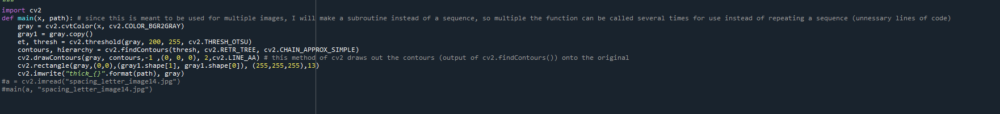 """
import cv2
def main(x, path): # since this is meant to be used for multiple images, I will make a subroutine instead of a sequence, so multiple the function can be called several times for use instead of repeating a sequence (unnessary lines of code)
    gray = cv2.cvtColor(x, cv2.COLOR_BGR2GRAY)
    gray1 = gray.copy()
    et, thresh = cv2.threshold(gray, 200, 255, cv2.THRESH_OTSU)
    contours, hierarchy = cv2.findContours(thresh, cv2.RETR_TREE, cv2.CHAIN_APPROX_SIMPLE)
    cv2.drawContours(gray, contours,-1 ,(0, 0, 0), 2,cv2.LINE_AA) # this method of cv2 draws out the contours (output of cv2.findContours()) onto the original
    cv2.rectangle(gray,(0,0),(gray1.shape[1], gray1.shape[0]), (255,255,255),13)
    cv2.imwrite("thick_{}".format(path), gray)
#a = cv2.imread("spacing_letter_image14.jpg")
#main(a, "spacing_letter_image14.jpg")